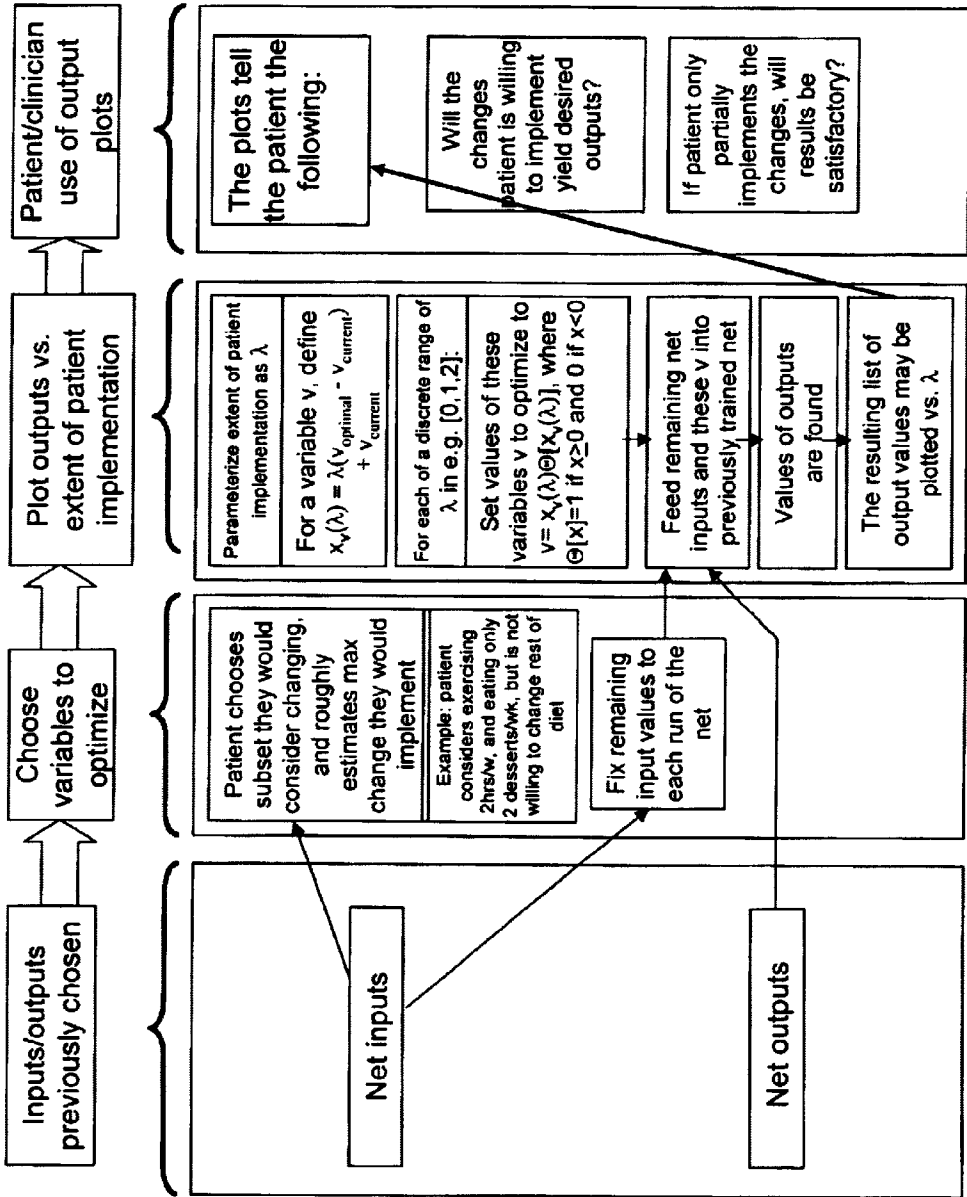 Inputs/outputs
previously chosen
Choose
variables to
optimize
Plot outputs vs.
extent of patient
implementation
Patient/clinician
use of output
plots
Net inputs
Net outputs
Patient chooses
subset they would
consider changing,
and roughly
estimates max
change they would
implement
Example: patient
considers exercising
2hrs/w, and eating only
2 desserts/wk, but is not
willing to change rest of
diet
Fix remaining
input values to
each run of the
net
Parameterize extent of patient
implementation as λ
For a variable v, define
x_v(λ) = λ(v_optimal - v_current)
+ v_current
For each of a discrete range of
λ in e.g. [0,1,2]:
Set values of these
variables v to optimize to
v= x_v(λ)Θ[x_v(λ)], where
Θ[x]=1 if x≥0 and 0 if x<0
Feed remaining net
inputs and these v into
previously trained net
Values of outputs
are found
The resulting list of
output values may be
plotted vs. λ
The plots tell
the patient the
following:
Will the
changes
patient is willing
to implement
yield desired
outputs?
If patient only
partially
implements the
changes, will
results be
satisfactory?